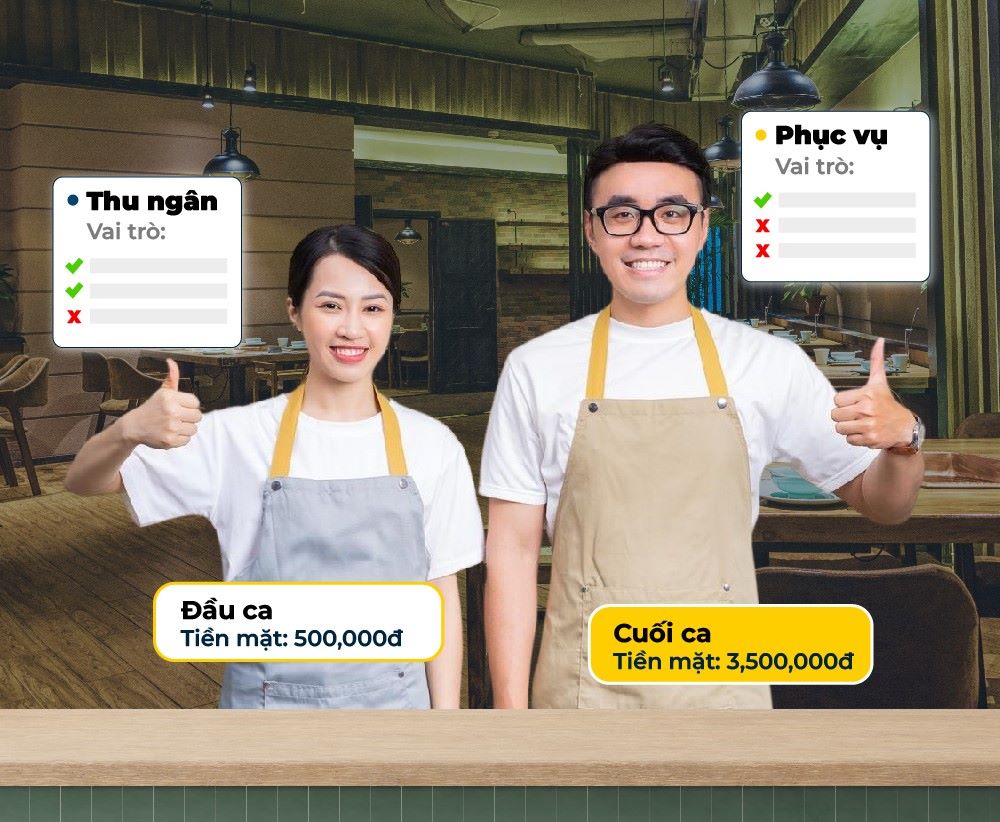 Thu ngân
Vai trò:
Phục vụ
Vai trò:
Đầu ca
Tiền mặt: 500,000đ
Cuối ca
Tiền mặt: 3,500,000đ